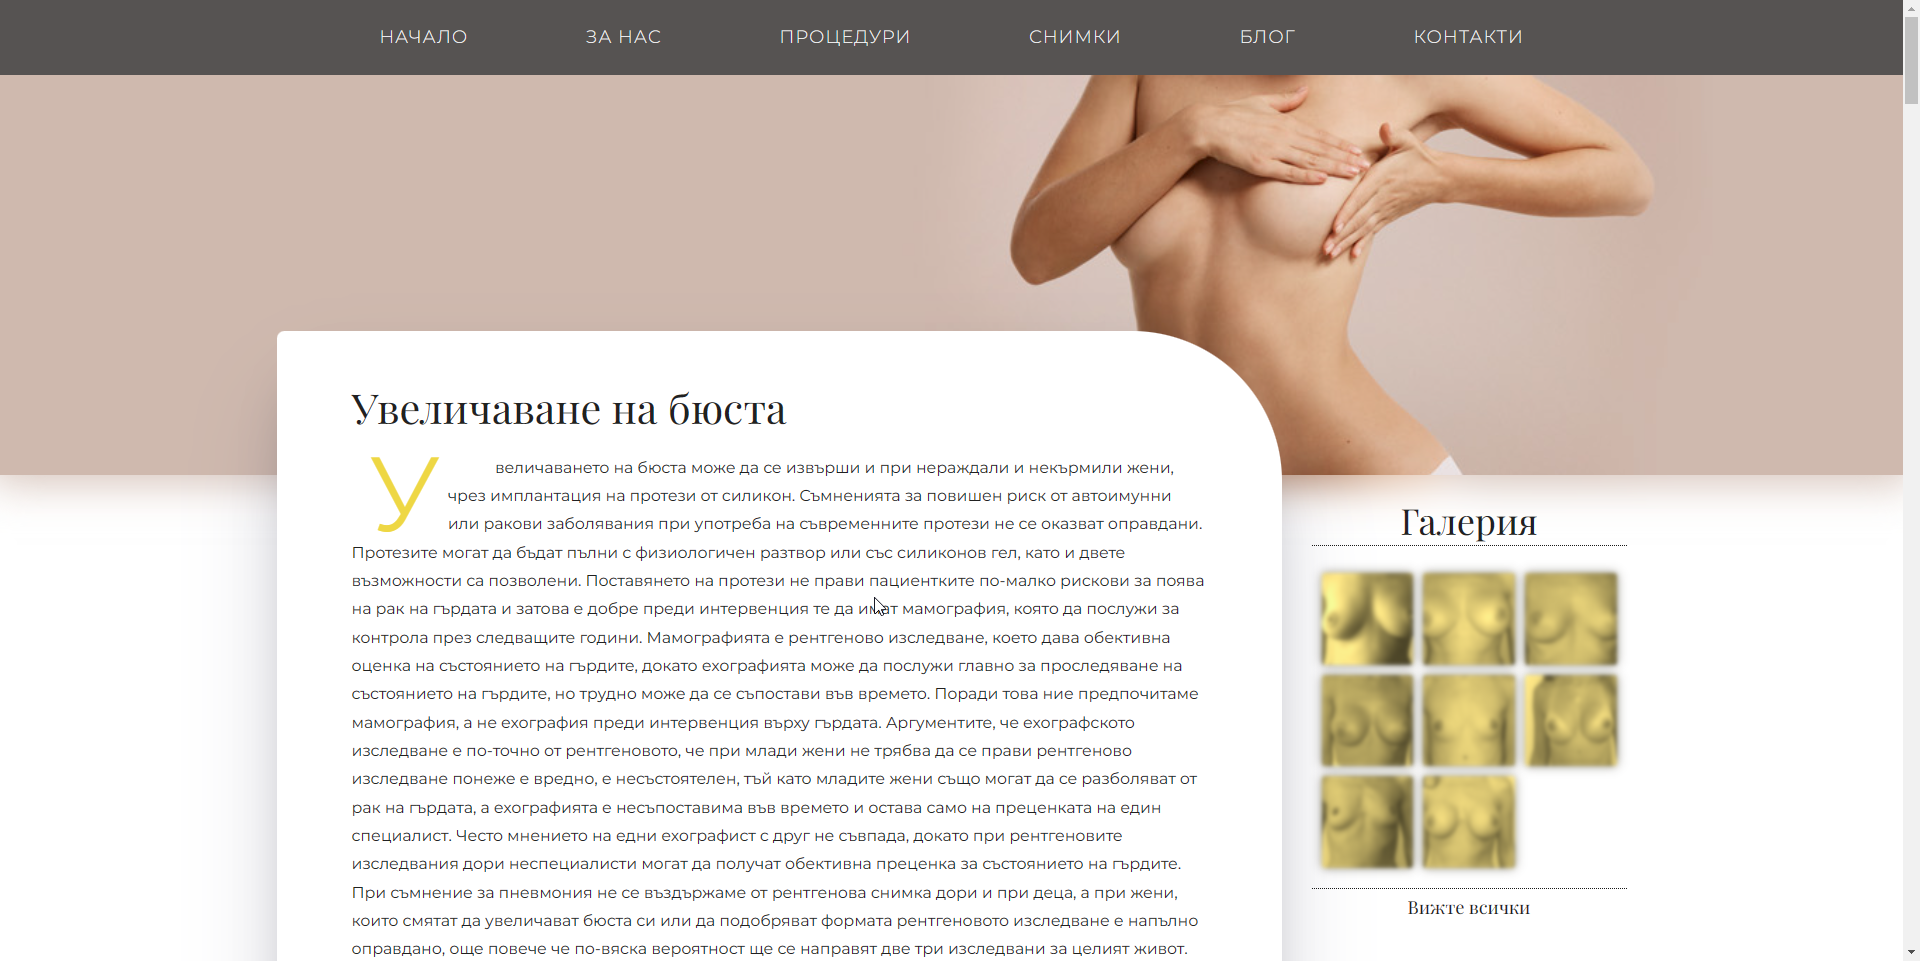 НАЧАЛО ЗА НАС ПРОЦЕДУРИ СНИМКИ БЛОГ КОНТАКТИ
Увеличаване на бюста
Увеличаването на бюста може да се извърши и при нераждали и некърмили жени,
чрез имплантация на протези от силикон. Съмненията за повишен риск от автоимунни
или ракови заболявания при употреба на съвременните протези не се оказват оправдани.
Протезите могат да бъдат пълни с физиологичен разтвор или със силиконов гел, като и двете
възможности са позволени. Поставянето на протези не прави пациентките по-малко рискови за поява
на рак на гърдата и затова е добре преди интервенция те да имат мамография, която да послужи за
контрола през следващите години. Мамографията е рентгеново изследване, което дава обективна
оценка на състоянието на гърдите, докато ехографията може да послужи главно за проследяване на
състоянието на гърдите, но трудно може да се съпостави във времето. Поради това ние предпочитаме
мамография, а не ехография преди интервенция върху гърдата. Аргументите, че ехографското
изследване е по-точно от рентгеновото, че при млади жени не трябва да се прави рентгеново
изследване понеже е вредно, е несъстоятелен, тъй като младите жени също могат да се разболяват от
рак на гърдата, а ехографията е несъпоставима във времето и остава само на преценката на един
специалист. Често мнението на едни ехографист с друг не съвпада, докато при рентгеновите
изследвания дори неспециалисти могат да получат обективна преценка за състоянието на гърдите.
При съмнение за пневмония не се въздържаме от рентгенова снимка дори и при деца, а при жени,
които смятат да увеличават бюста си или да подобряват формата рентгеновото изследване е напълно
оправдано, още повече че по-вяска вероятност ще се направят две три изследвани за целият живот.
Галерия
Вижте всички